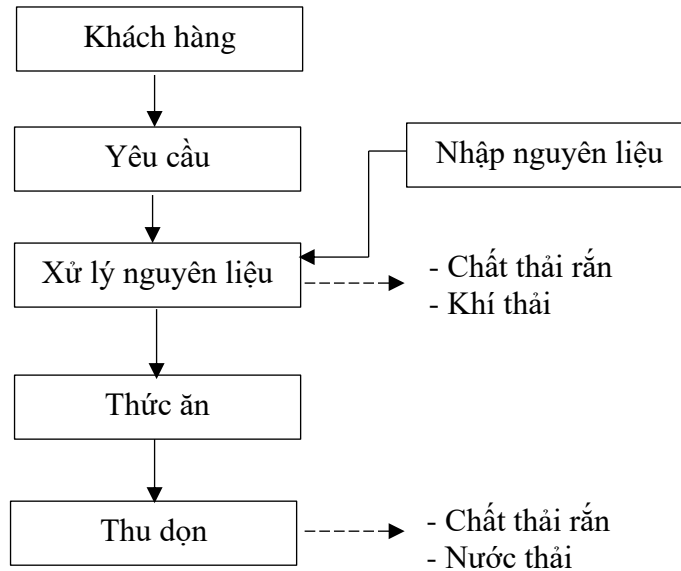 Khách hàng
Yêu cầu
Nhập nguyên liệu
Xử lý nguyên liệu
- Chất thải rắn
- Khí thải
Thức ăn
Thu dọn
- Chất thải rắn
- Nước thải